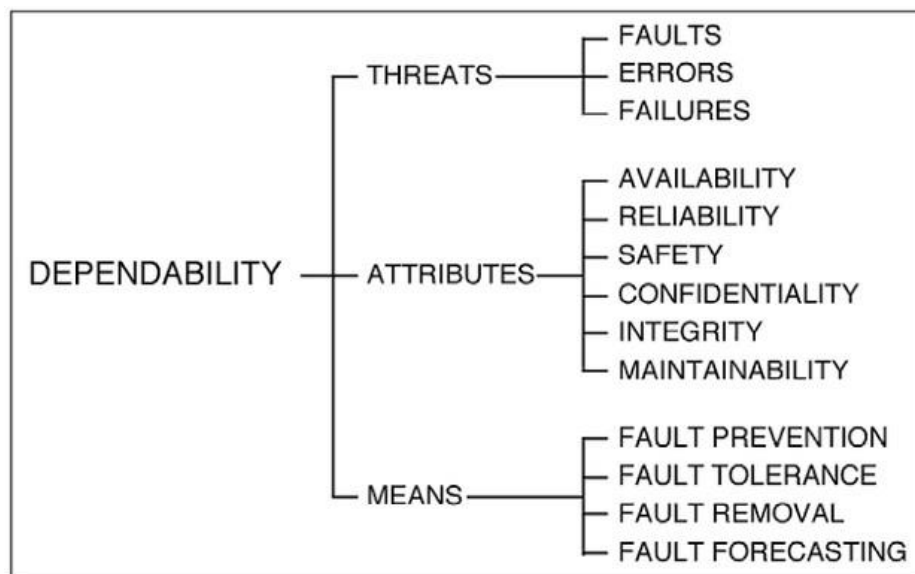 FAULTS
THREATS
ERRORS
FAILURES
AVAILABILITY
RELIABILITY
SAFETY
DEPENDABILITY
ATTRIBUTES
CONFIDENTIALITY
INTEGRITY
MAINTAINABILITY
FAULT PREVENTION
FAULT TOLERANCE
MEANS
FAULT REMOVAL
FAULT FORECASTING